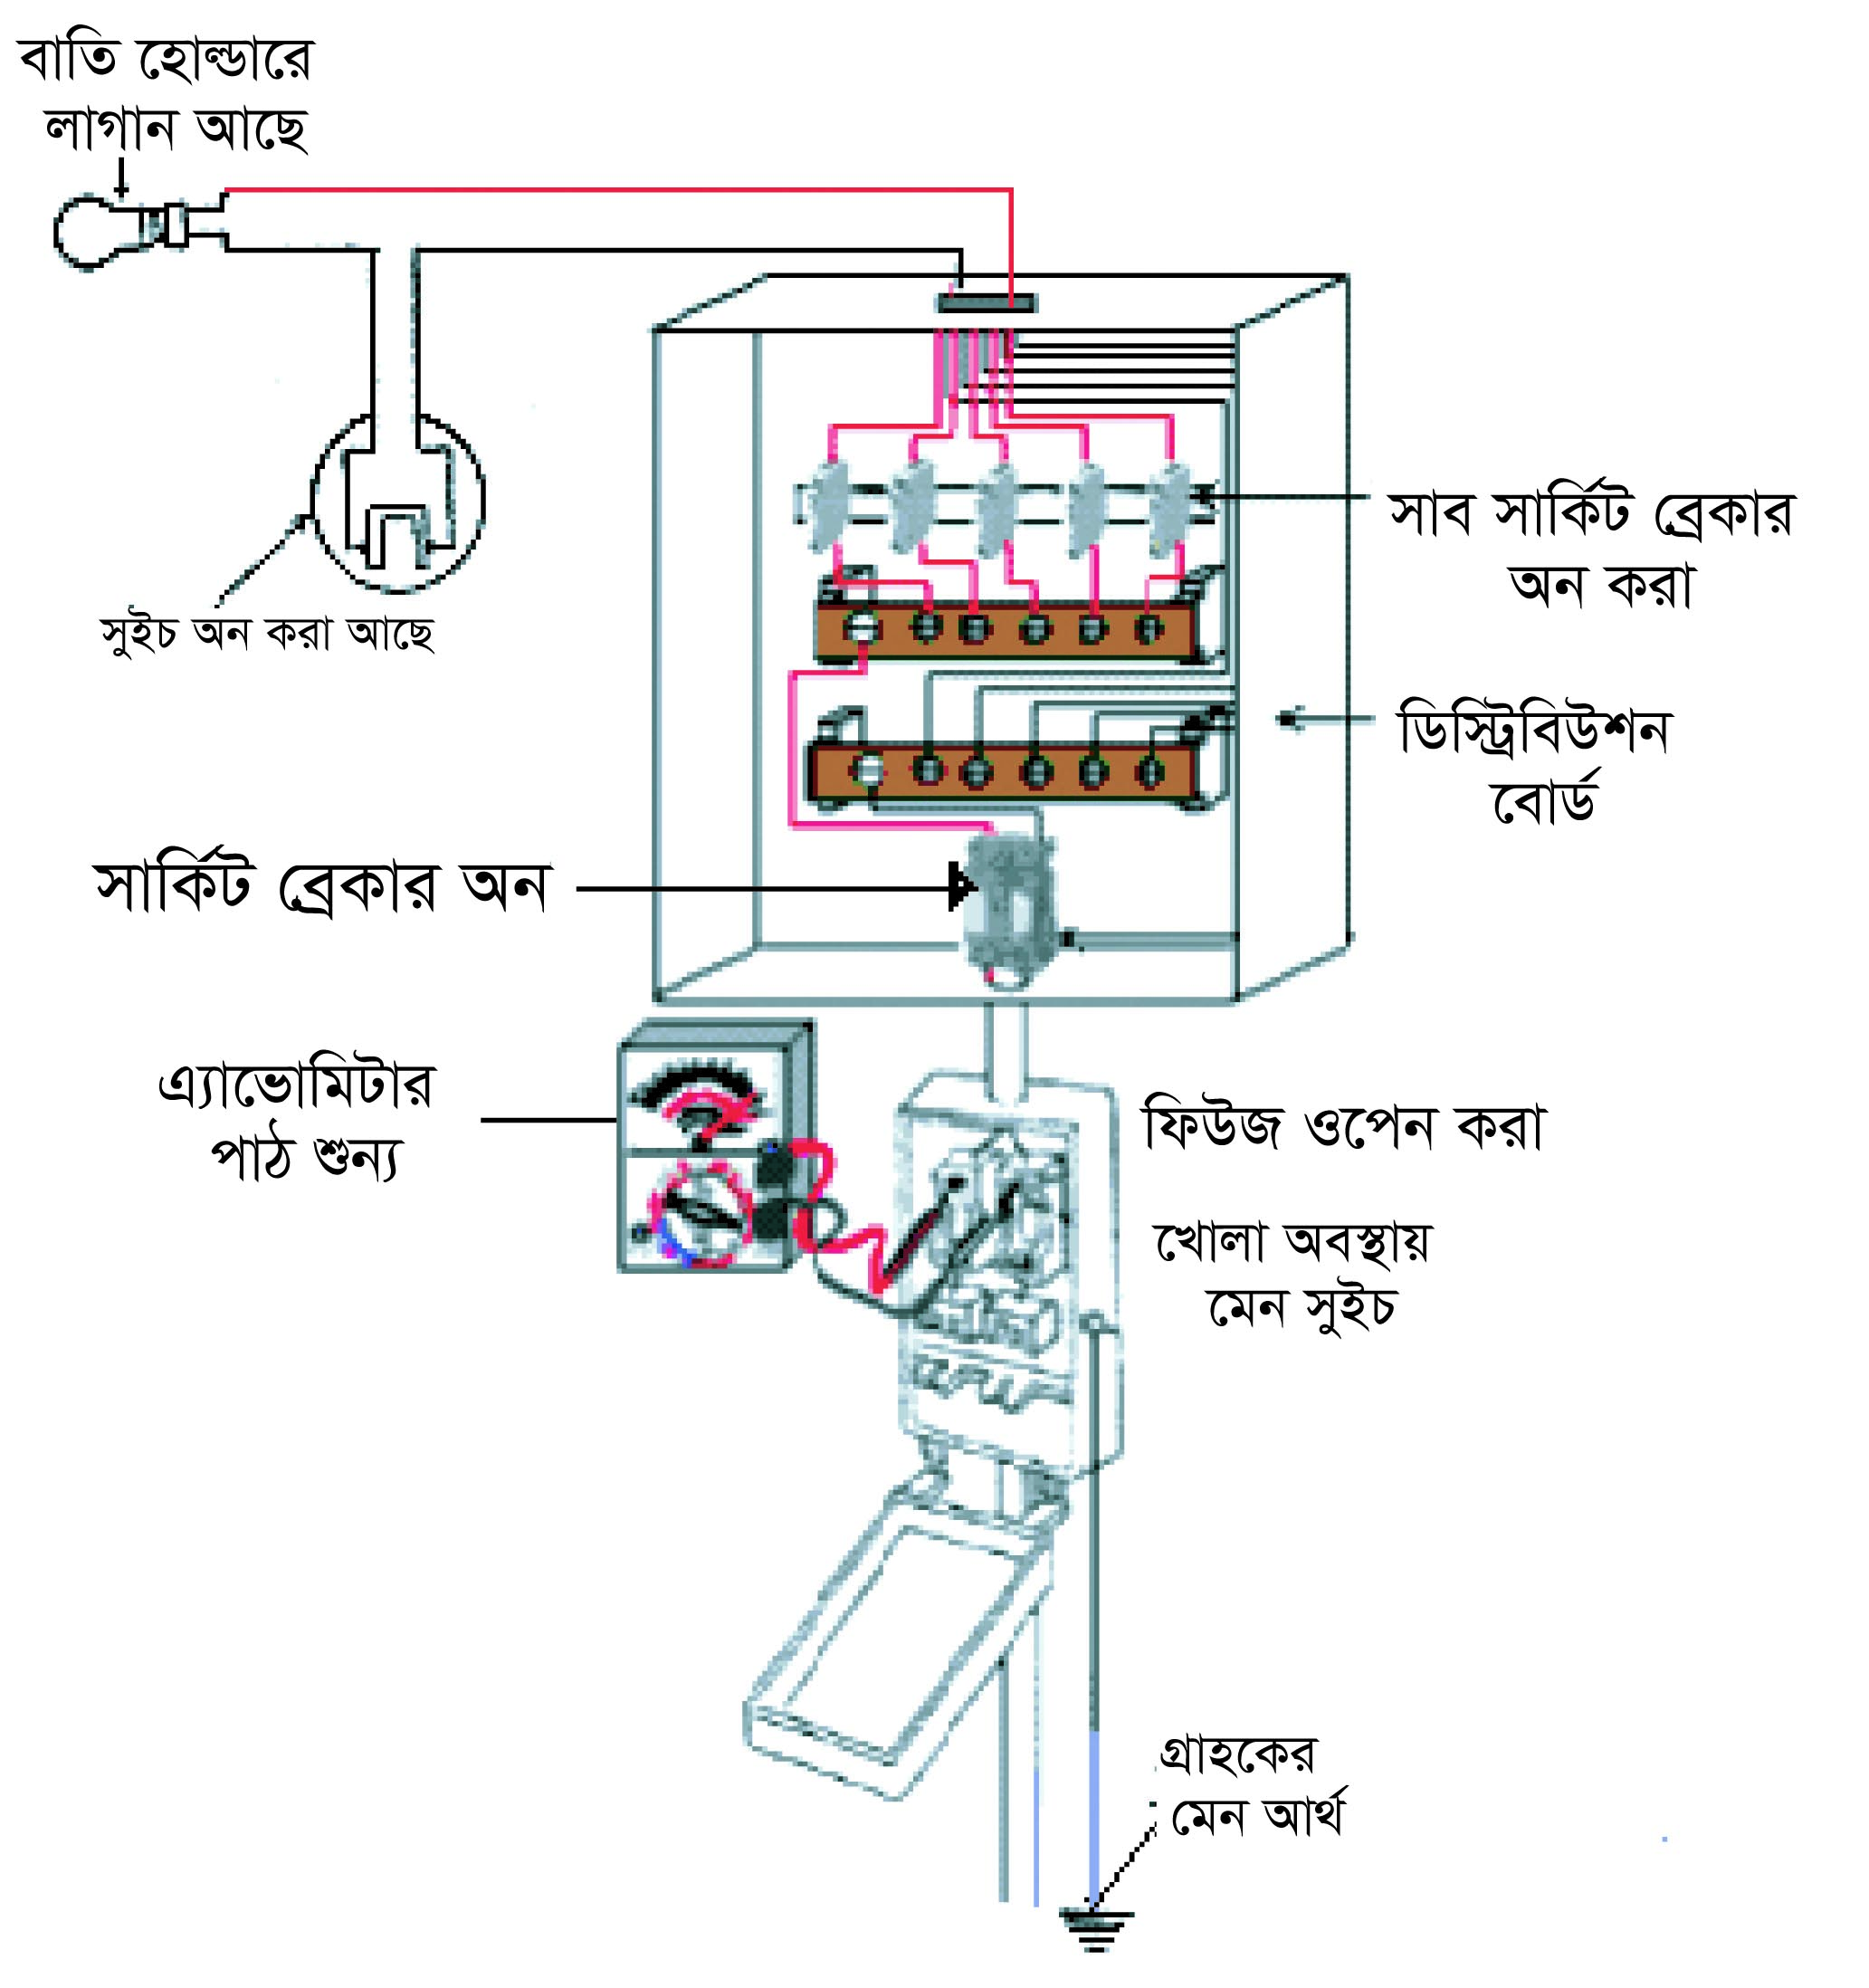 বাতি হোল্ডারে
লাগান আছে
সুইচ অন করা আছে
সাব সার্কিট ব্রেকার
অন করা
ডিস্ট্রিবিউশন
বোর্ড
সার্কিট ব্রেকার অন
এ্যাভোমিটার
পাঠ শুন্য
ফিউজ ওপেন করা
খোলা অবস্থায়
মেন সুইচ
গ্রাহকের
মেন আর্থ